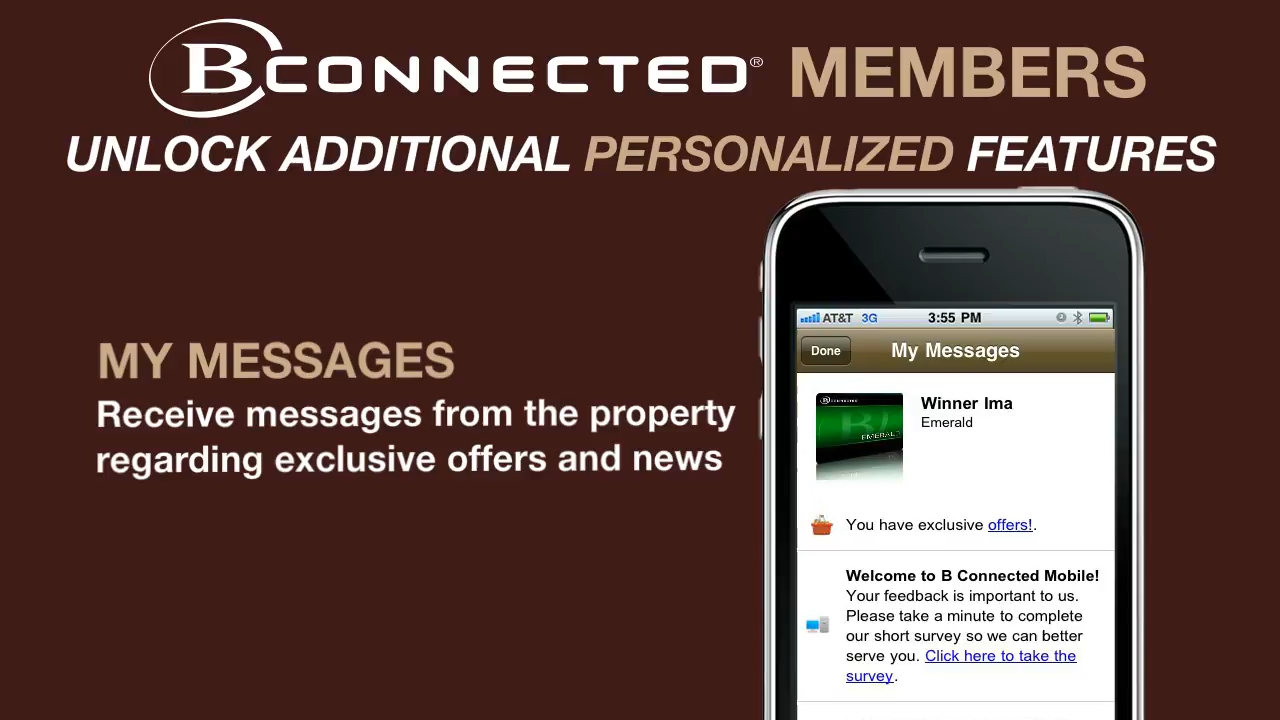 BCONNECTED® MEMBERS
UNLOCK ADDITIONAL PERSONALIZED FEATURES
MY MESSAGES
Receive messages from the property
regarding exclusive offers and news
AT&T 3G 3:55 PM
Done My Messages
B CONNECTED
EMERALD
Winner Ima
Emerald
You have exclusive offers!.
Welcome to B Connected Mobile!
Your feedback is important to us.
Please take a minute to complete
our short survey so we can better
serve you. Click here to take the
survey.